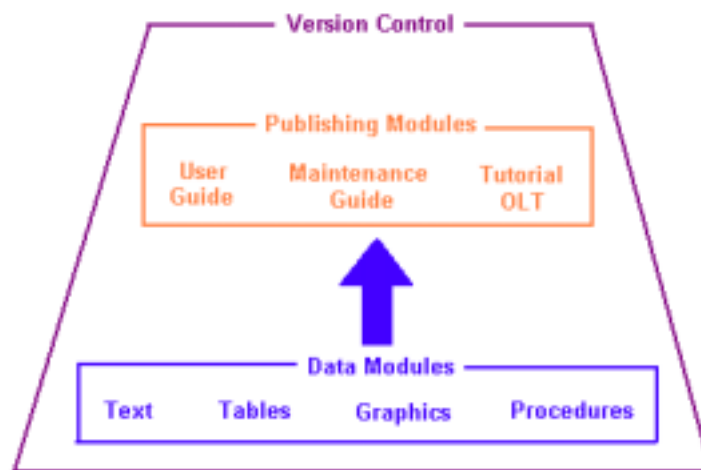 Version Control
Publishing Modules
User Guide
Maintenance Guide
Tutorial OLT
Data Modules
Text Tables Graphics Procedures